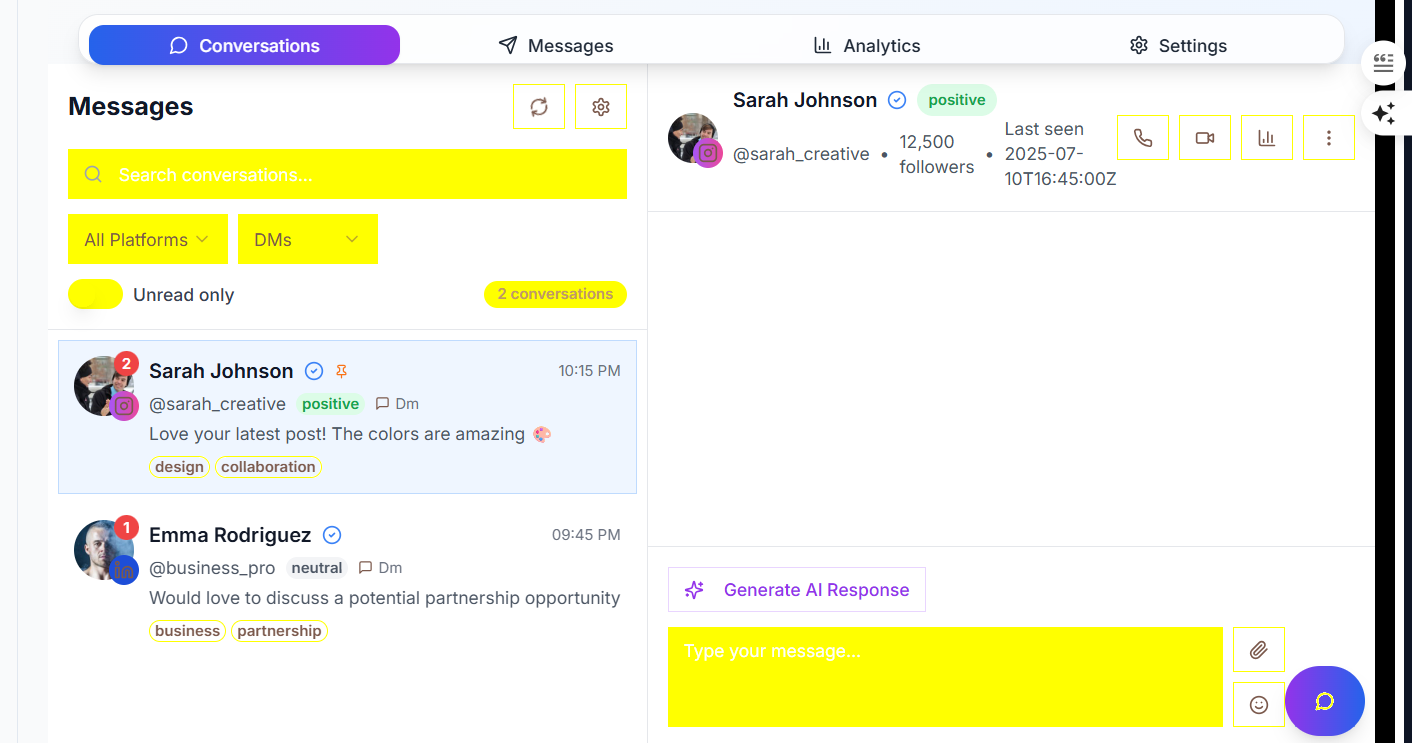 Conversations
Messages
Analytics
Settings
Messages
Search conversations...
All Platforms
DMs
Unread only
2 conversations
2
Sarah Johnson
10:15 PM
@sarah_creative
positive
Dm
Love your latest post! The colors are amazing 🎨
design
collaboration
1
Emma Rodriguez
09:45 PM
in
@business_pro
neutral
Dm
Would love to discuss a potential partnership opportunity
business
partnership
Sarah Johnson
positive
@sarah_creative
•
12,500
followers
•
Last seen
2025-07-
10T16:45:00Z
Generate AI Response
Type your message...